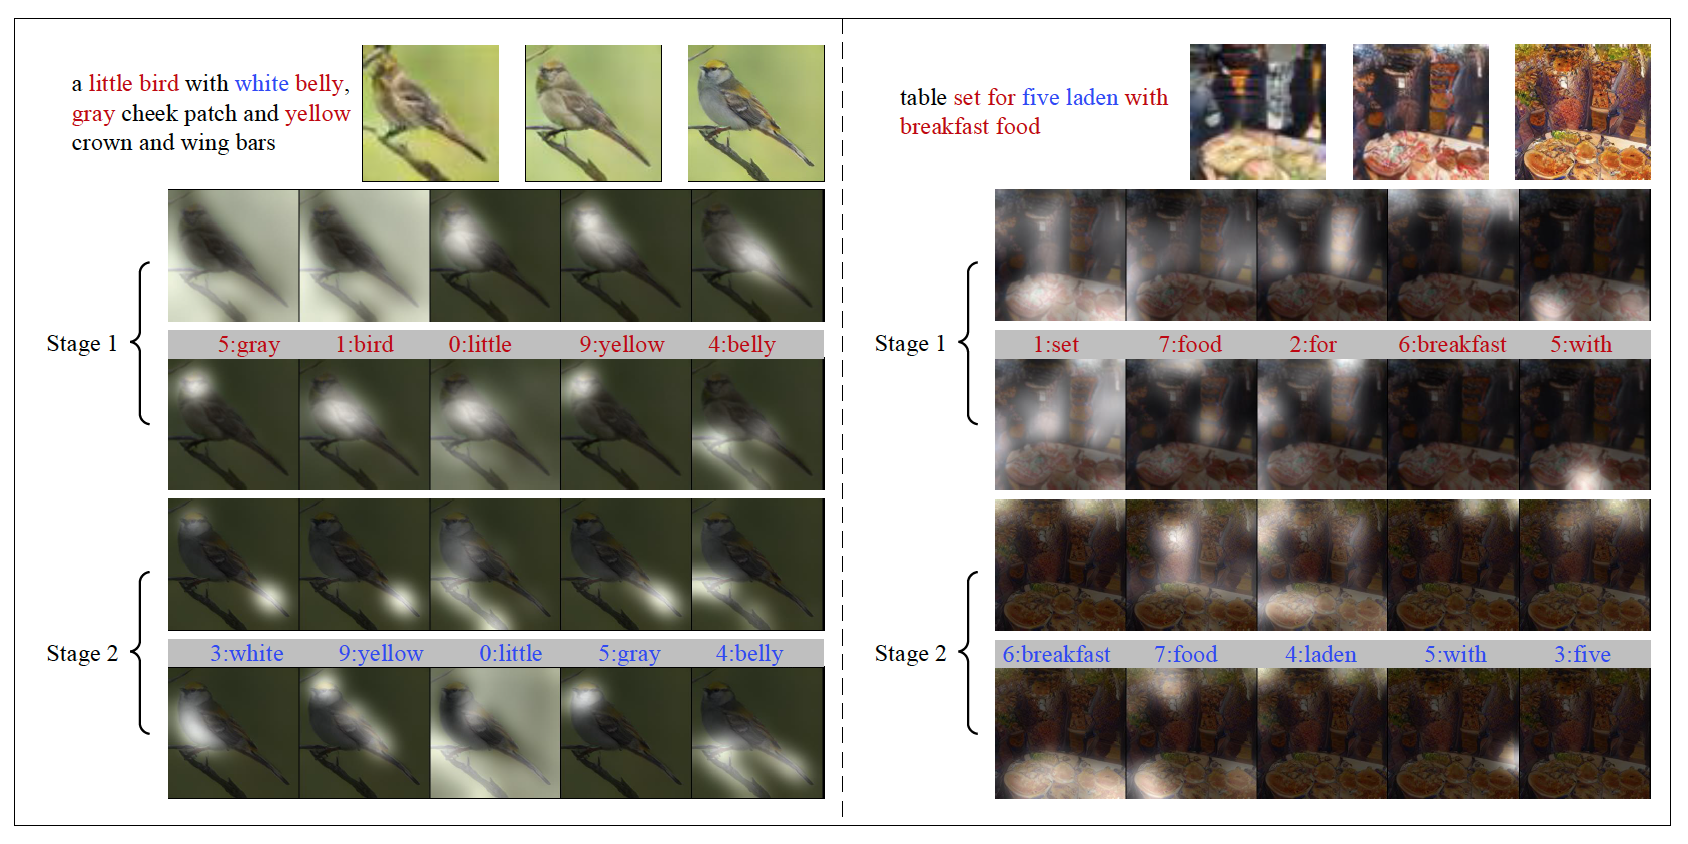 a little bird with white belly,
gray cheek patch and yellow
crown and wing bars
Stage 1
5:gray 1:bird 0:little 9:yellow 4:belly
Stage 2
3:white 9:yellow 0:little 5:gray 4:belly
table set for five laden with
breakfast food
Stage 1
1:set 7:food 2:for 6:breakfast 5:with
Stage 2
6:breakfast 7:food 4:laden 5:with 3:five